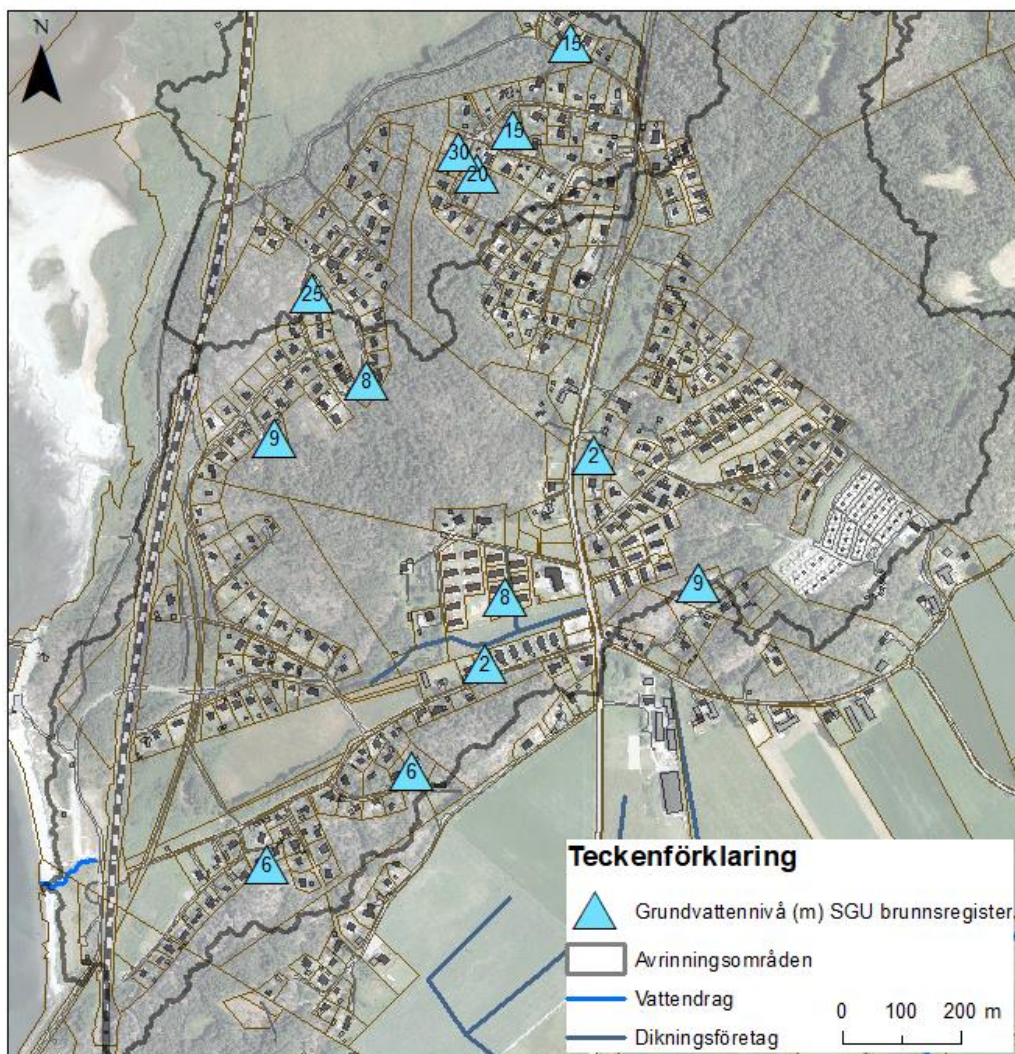 N
15
15
30
20
25
8
9
2
8
9
2
6
6
Teckenförklaring
Grundvattennivå (m) SGU brunnsregister.
Avrinningsområden
Vattendrag
0 100 200 m
Dikningsföretag